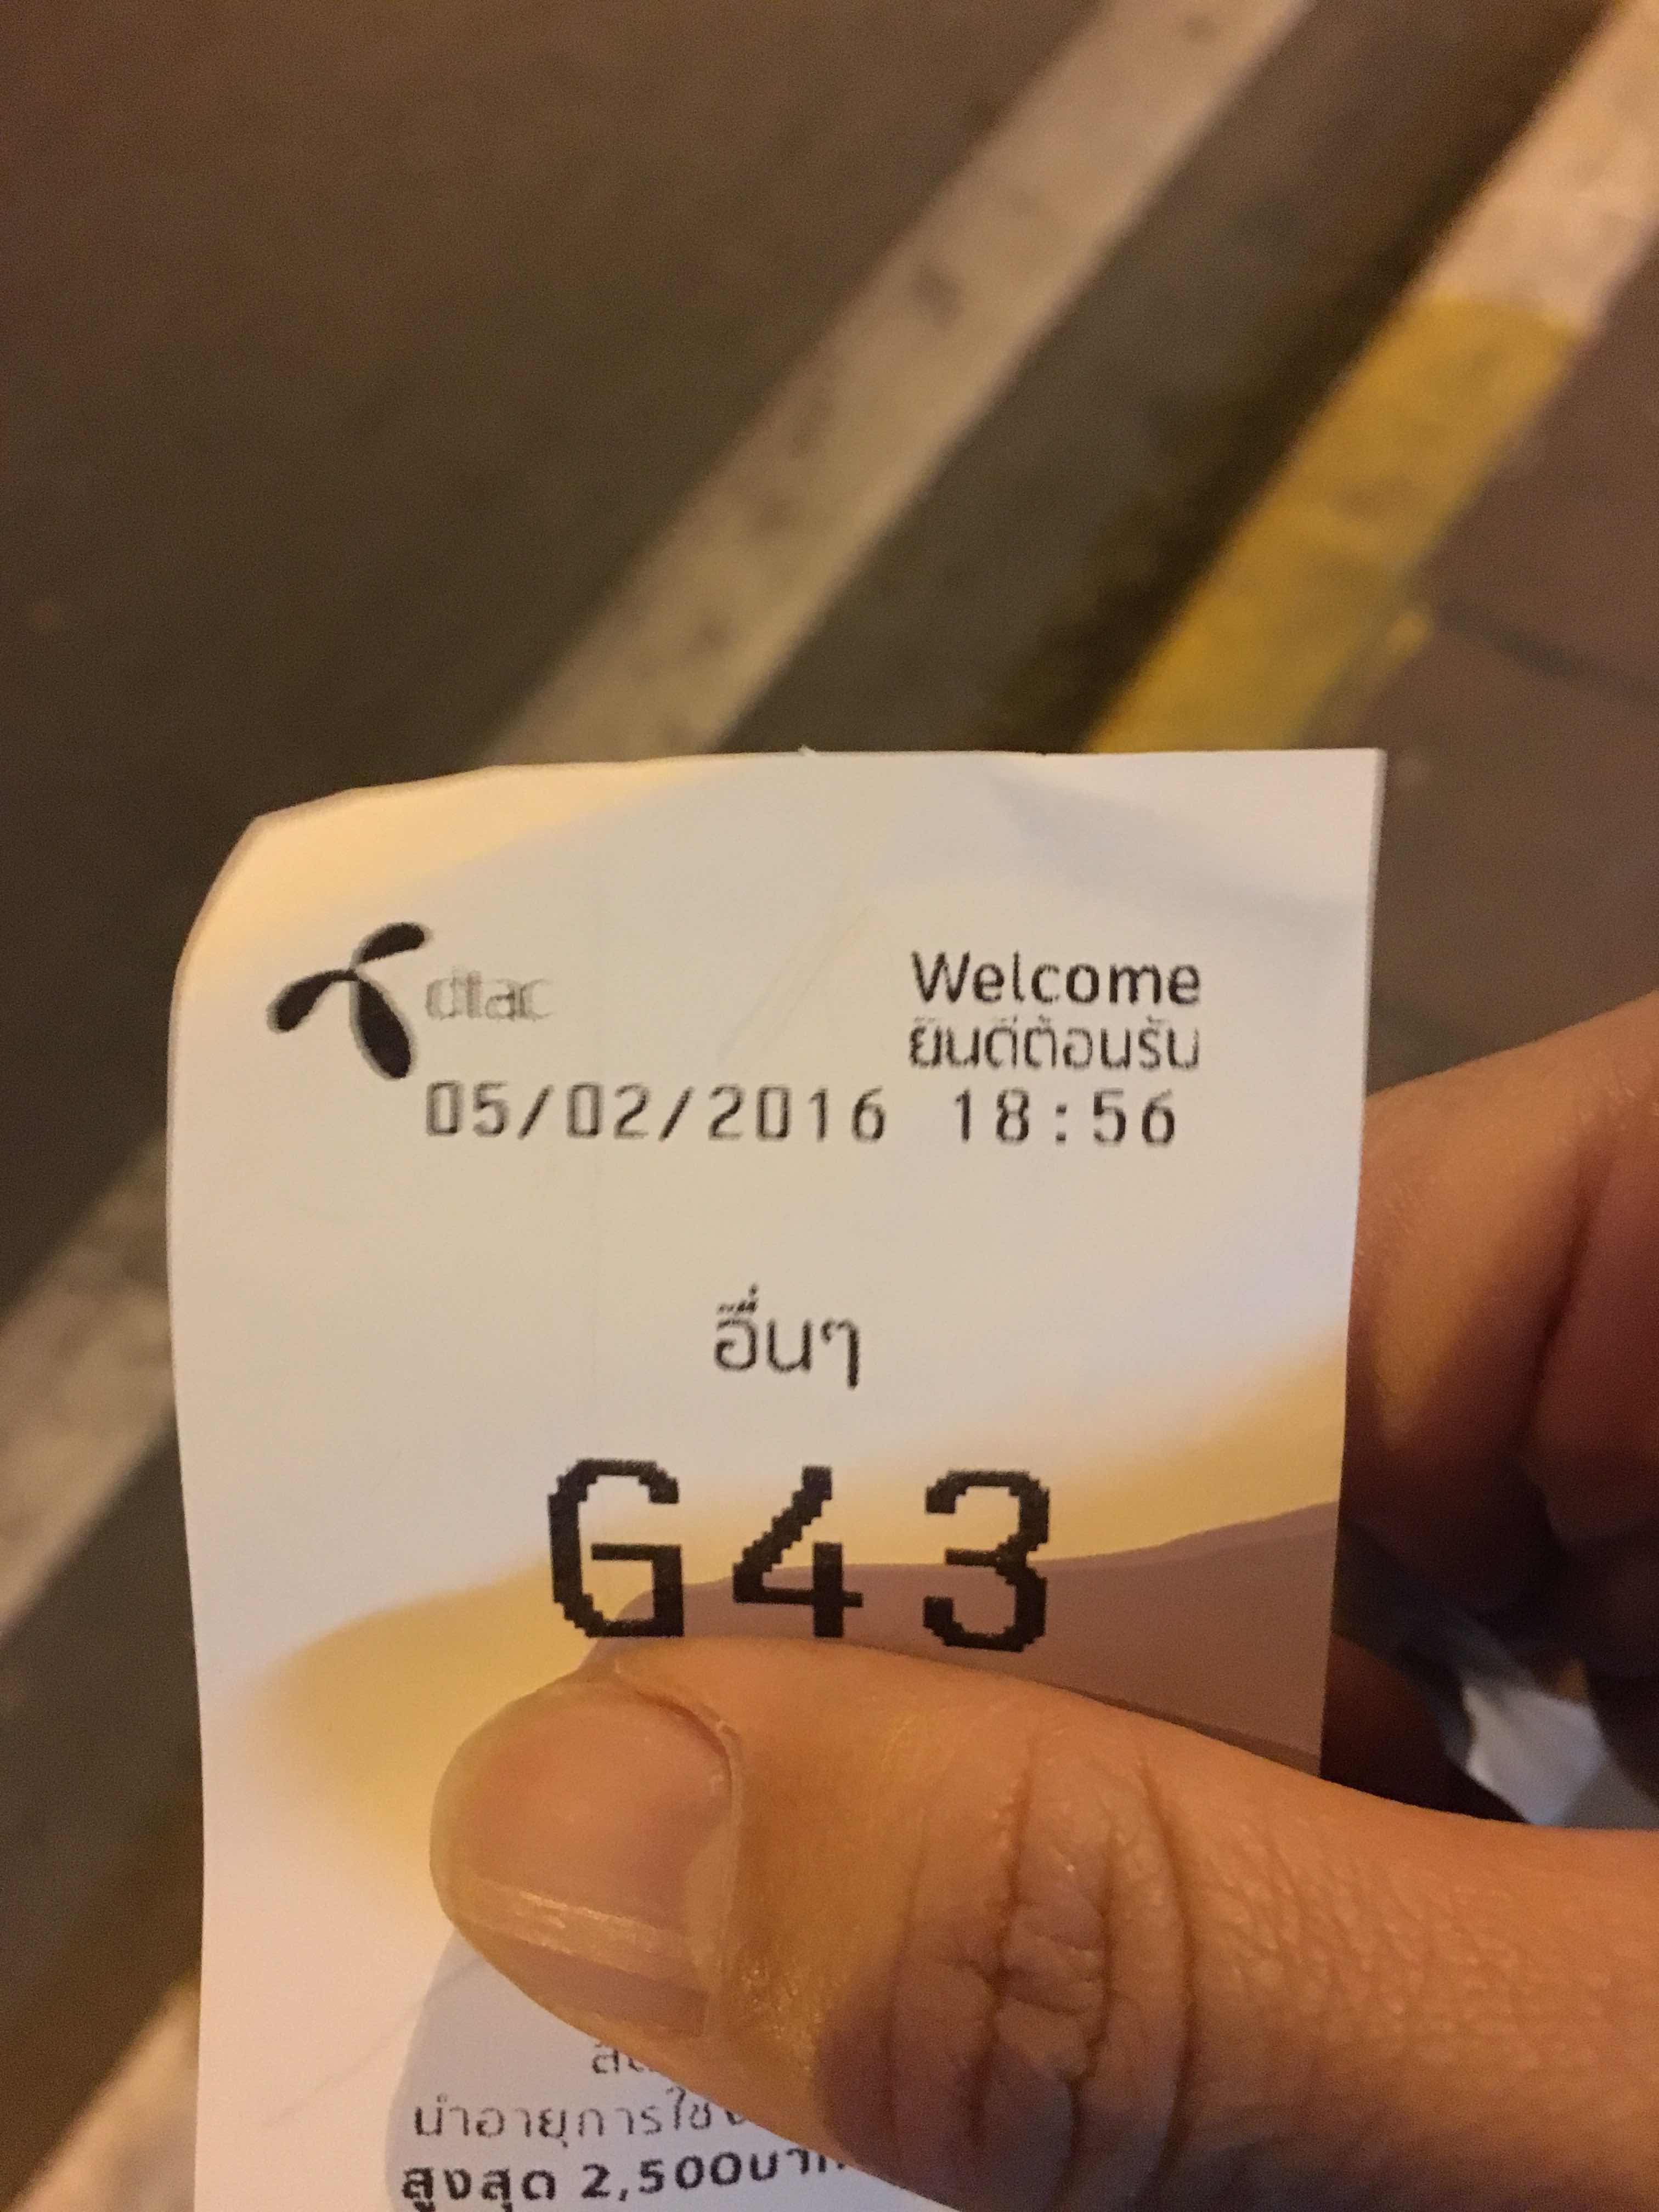 dtac
Welcome
ยินดีต้อนรับ
05/02/2016 18:56
อื่นๆ
G43
นำอายุการใช้
สูงสุด 2,500บาท